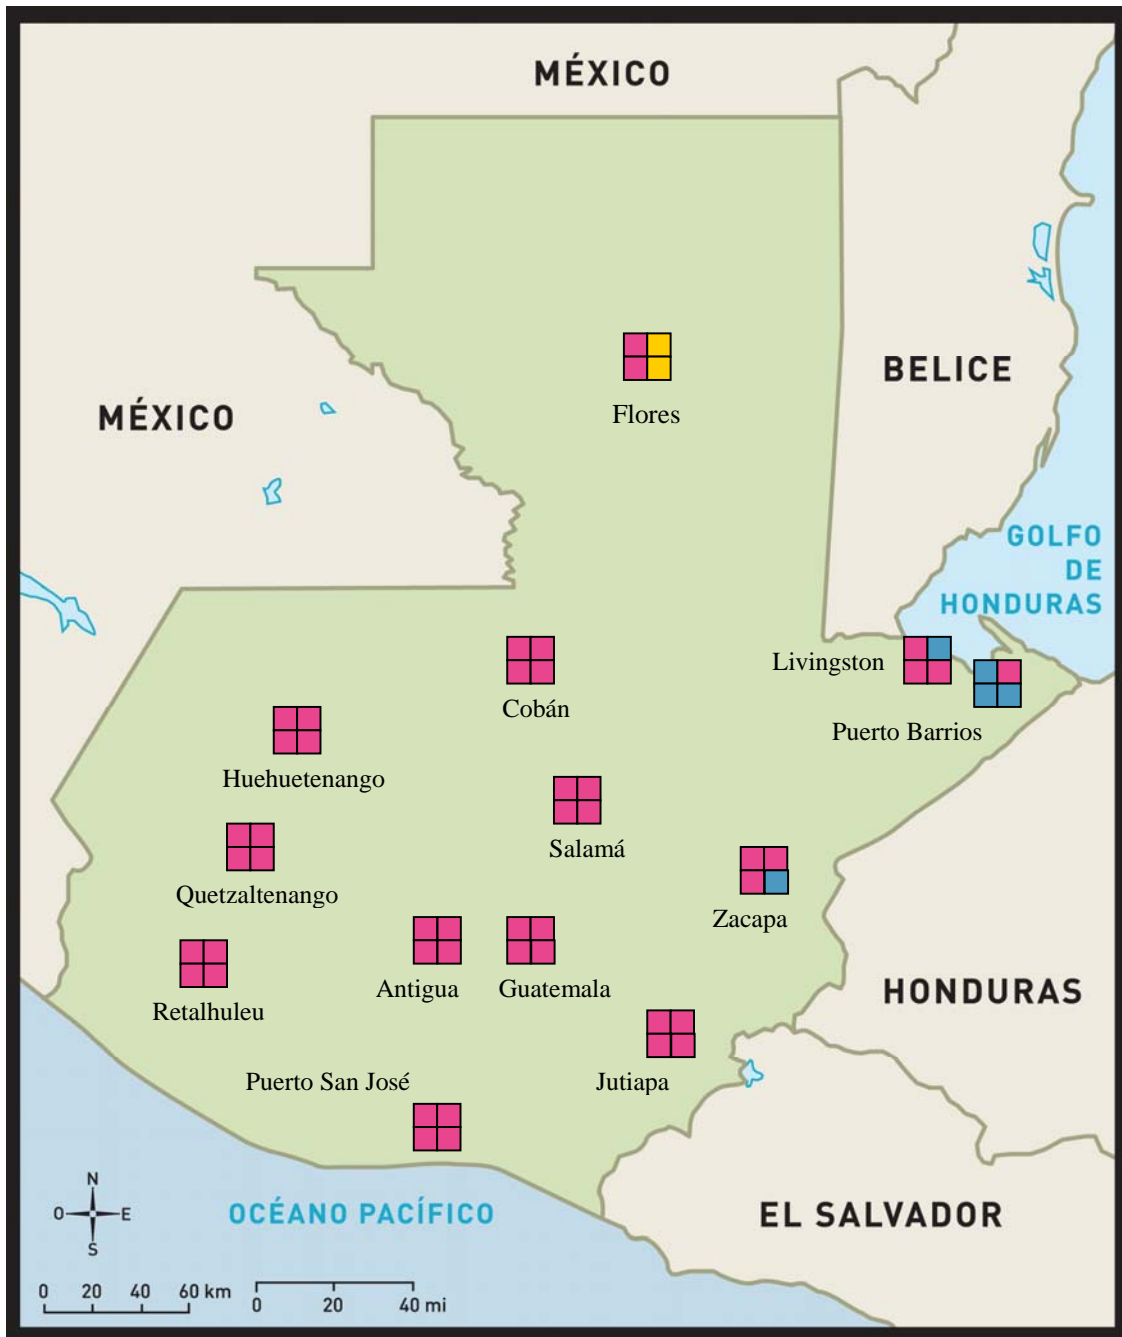 MÉXICO
MÉXICO
BELICE
Flores
GOLFO
DE
HONDURAS
Livingston
Cobán
Puerto Barrios
Huehuetenango
Salamá
Quetzaltenango
Zacapa
Antigua
Guatemala
Retalhuleu
HONDURAS
Puerto San José
Jutiapa
N
O
E
S
OCÉANO PACÍFICO
EL SALVADOR
0 20 40 60 km
0 20 40 mi